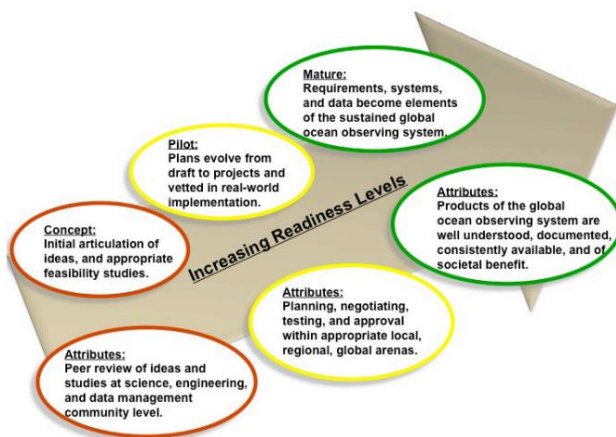 Mature:
Requirements, systems,
and data become elements
of the sustained global
ocean observing system.
Pilot:
Plans evolve from
draft to projects and
vetted in real-world
implementation.
Concept:
Initial articulation of
ideas, and appropriate
feasibility studies.
Increasing Readiness Levels
Attributes:
Products of the global
ocean observing system are
well understood, documented,
consistently available, and of
societal benefit.
Attributes:
Planning, negotiating,
testing, and approval
within appropriate local,
regional, global arenas.
Attributes:
Peer review of ideas and
studies at science, engineering,
and data management
community level.